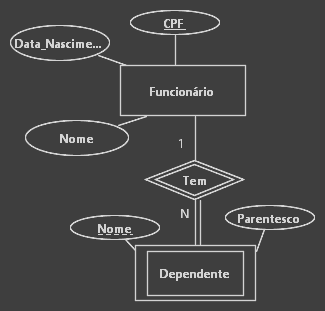 CPF
Data_Nascime...
Funcionário
Nome
1
Tem
N
Nome
Parentesco
Dependente